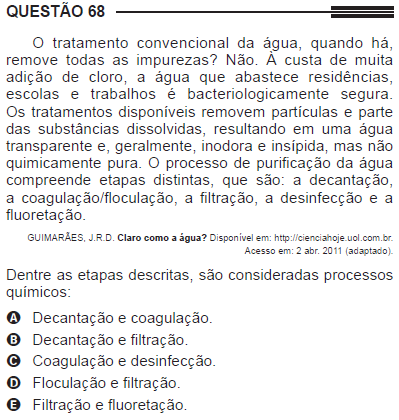 QUESTÃO 68
O tratamento convencional da água, quando há,
remove todas as impurezas? Não. À custa de muita
adição de cloro, a água que abastece residências,
escolas e trabalhos é bacteriologicamente segura.
Os tratamentos disponíveis removem partículas e parte
das substâncias dissolvidas, resultando em uma água
transparente e, geralmente, inodora e insípida, mas não
quimicamente pura. O processo de purificação da água
compreende etapas distintas, que são: a decantação,
a coagulação/floculação, a filtração, a desinfecção e a
fluoretação.
GUIMARÃES, J.R.D. Claro como a água? Disponível em: http://cienciahoje.uol.com.br.
Acesso em: 2 abr. 2011 (adaptado).
Dentre as etapas descritas, são consideradas processos
químicos:
A Decantação e coagulação.
B Decantação e filtração.
C Coagulação e desinfecção.
D Floculação e filtração.
E Filtração e fluoretação.